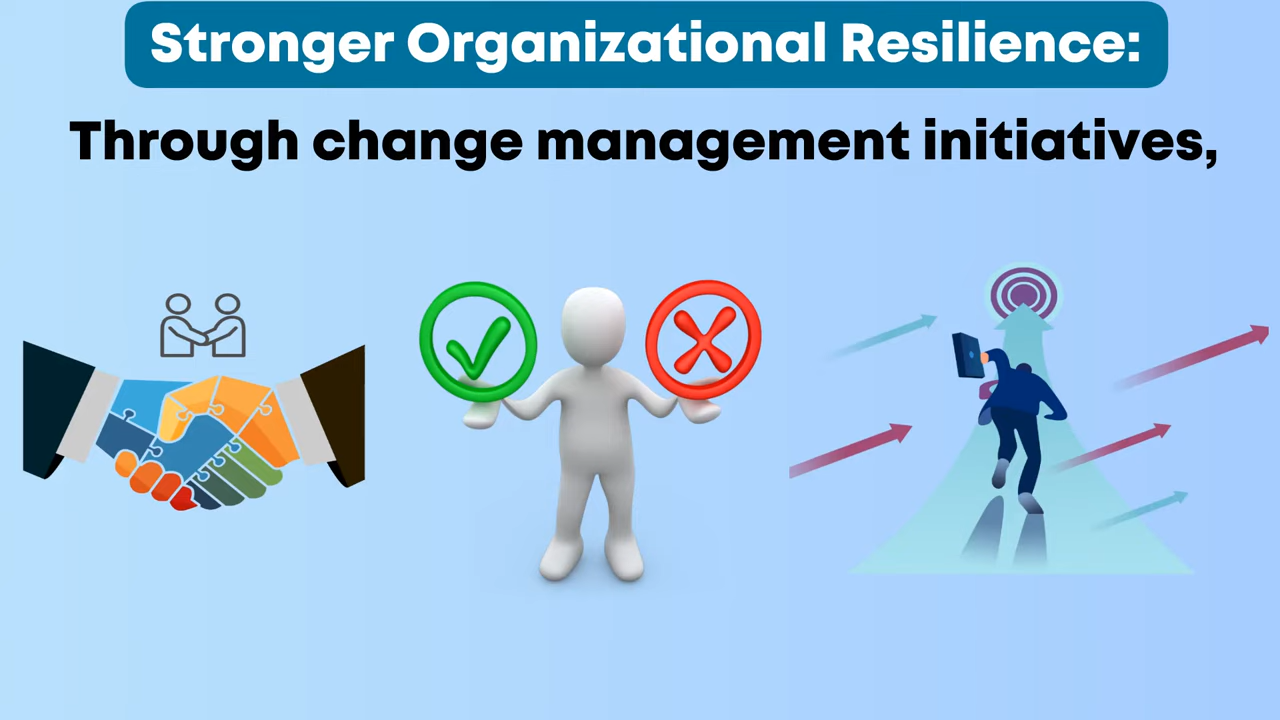 Stronger Organizational Resilience:
Through change management initiatives,